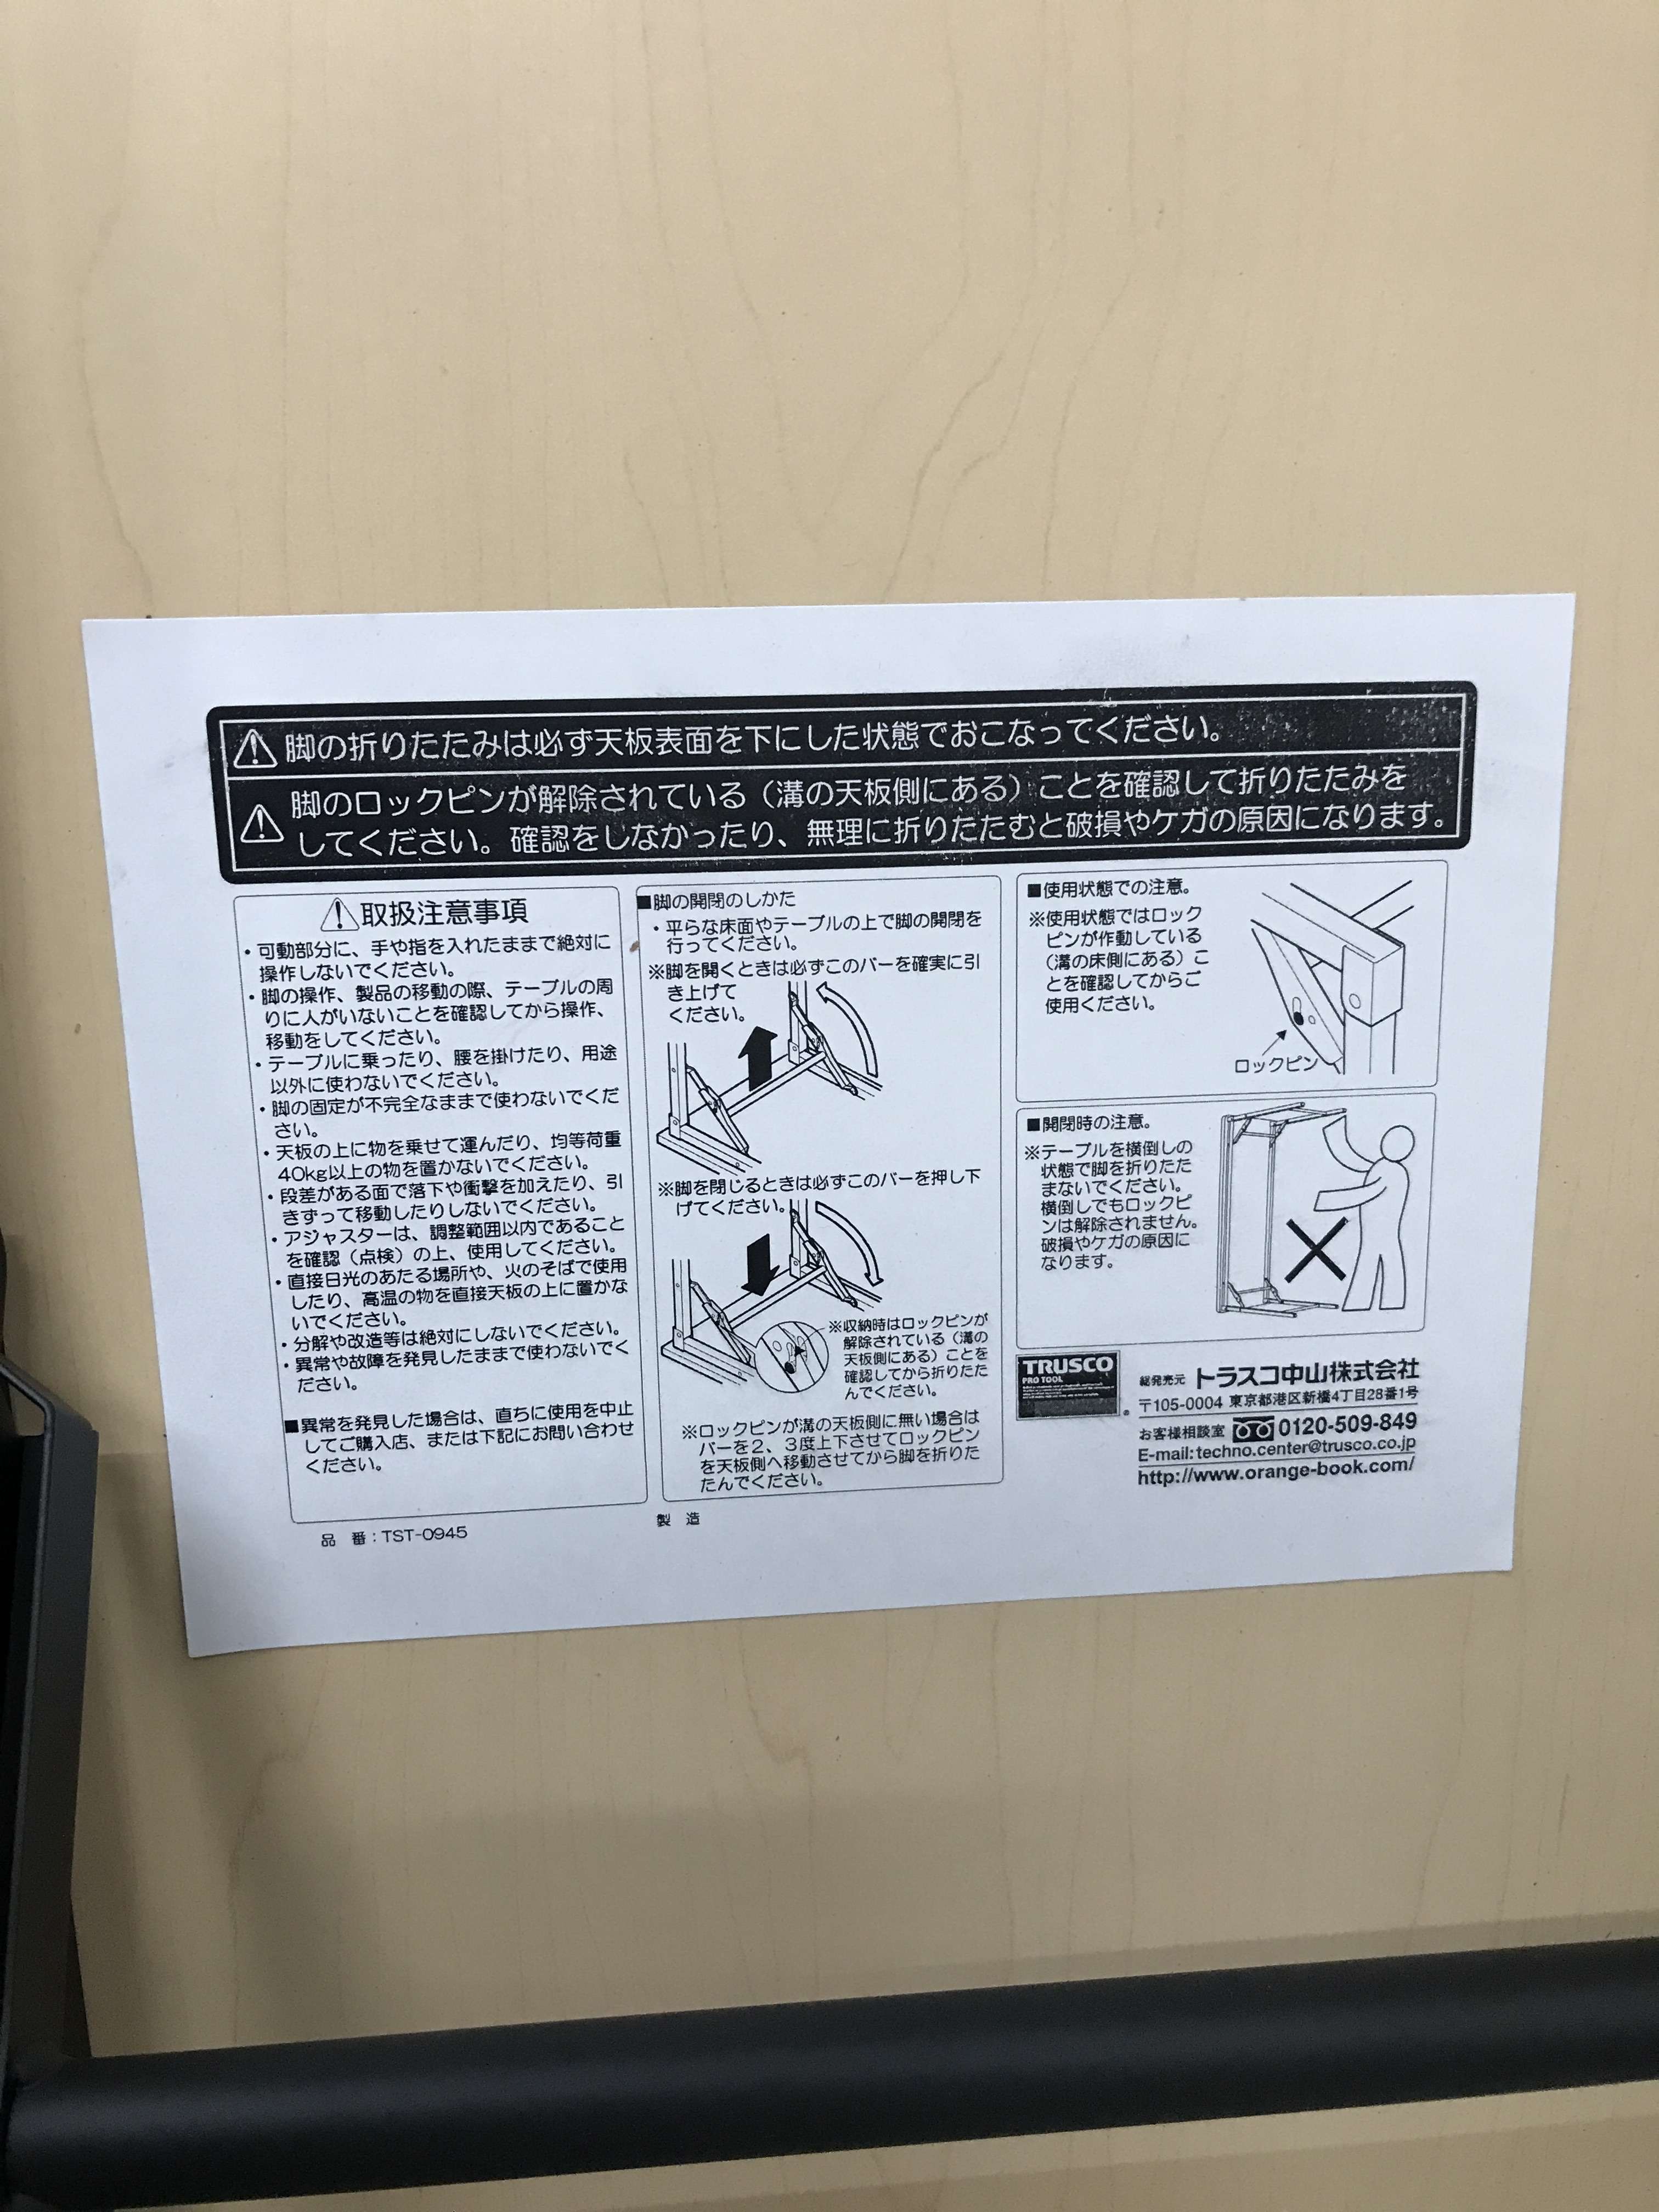 脚の折りたたみは必ず天板表面を下にした状態でおこなってください。
脚のロックピンが解除されている（溝の天板側にある）ことを確認して折りたたみを
してください。確認をしなかったり、無理に折りたたむと破損やケガの原因になります。
取扱注意事項
・可動部分に、手や指を入れたままで絶対に
操作しないでください。
・脚の操作、製品の移動の際、テーブルの周
りに人がいないことを確認してから操作、
移動をしてください。
・テーブルに乗ったり、腰を掛けたり、用途
以外に使わないでください。
・脚の固定が不完全なままで使わないでくだ
さい。
・天板の上に物を乗せて運んだり、均等荷重
40kg以上の物を置かないでください。
・段差がある面で落下や衝撃を加えたり、引
きずって移動したりしないでください。
・アジャスターは、調整範囲以内であること
を確認（点検）の上、使用してください。
・直接日光のあたる場所や、火のそばで使用
したり、高温の物を直接天板の上に置かな
いでください。
・分解や改造等は絶対にしないでください。
・異常や故障を発見したままで使わないでく
ださい。
■異常を発見した場合は、直ちに使用を中止
してご購入店、または下記にお問い合わせ
ください。
品 番：TST-0945
■脚の開閉のしかた
・平らな床面やテーブルの上で脚の開閉を
行ってください。
※脚を開くときは必ずこのバーを確実に引
き上げて
ください。
※脚を閉じるときは必ずこのバーを押し下
げてください。
※収納時はロックピンが
解除されている（溝の
天板側にある）ことを
確認してから折りたた
んでください。
※ロックピンが溝の天板側に無い場合は
バーを2、3度上下させてロックピン
を天板側へ移動させてから脚を折りた
たんでください。
製 造
■使用状態での注意。
※使用状態ではロック
ピンが作動している
（溝の床側にある）こ
とを確認してからご
使用ください。
ロックピン
■開閉時の注意。
※テーブルを横倒しの
状態で脚を折りたた
まないでください。
横倒しでもロックピ
ンは解除されません。
破損やケガの原因に
なります。
TRUSCO
PRO TOOL
総発売元 トラスコ中山株式会社
〒105-0004 東京都港区新橋4丁目28番1号
お客様相談室 0120-509-849
E-mail:techno.center@trusco.co.jp
http://www.orange-book.com/